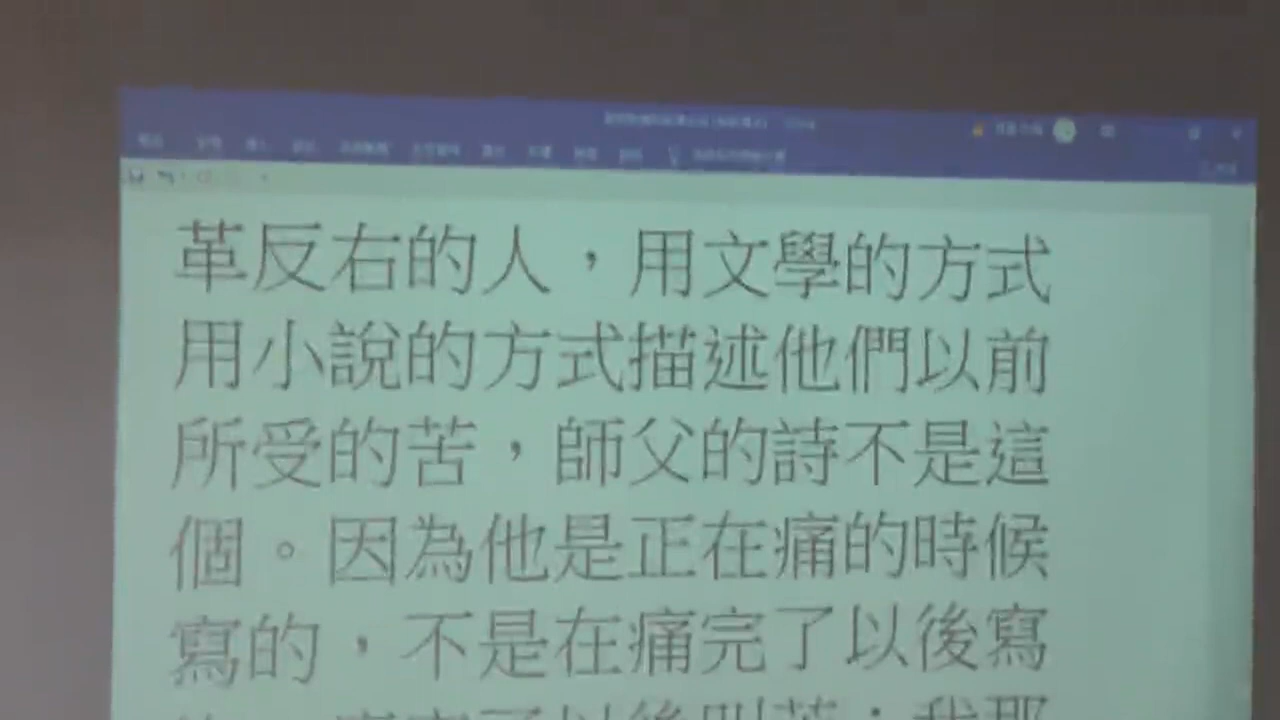 革反右的人，用文學的方式
用小說的方式描述他們以前
所受的苦，師父的詩不是這
個。因為他是正在痛的時候
寫的，不是在痛完了以後寫